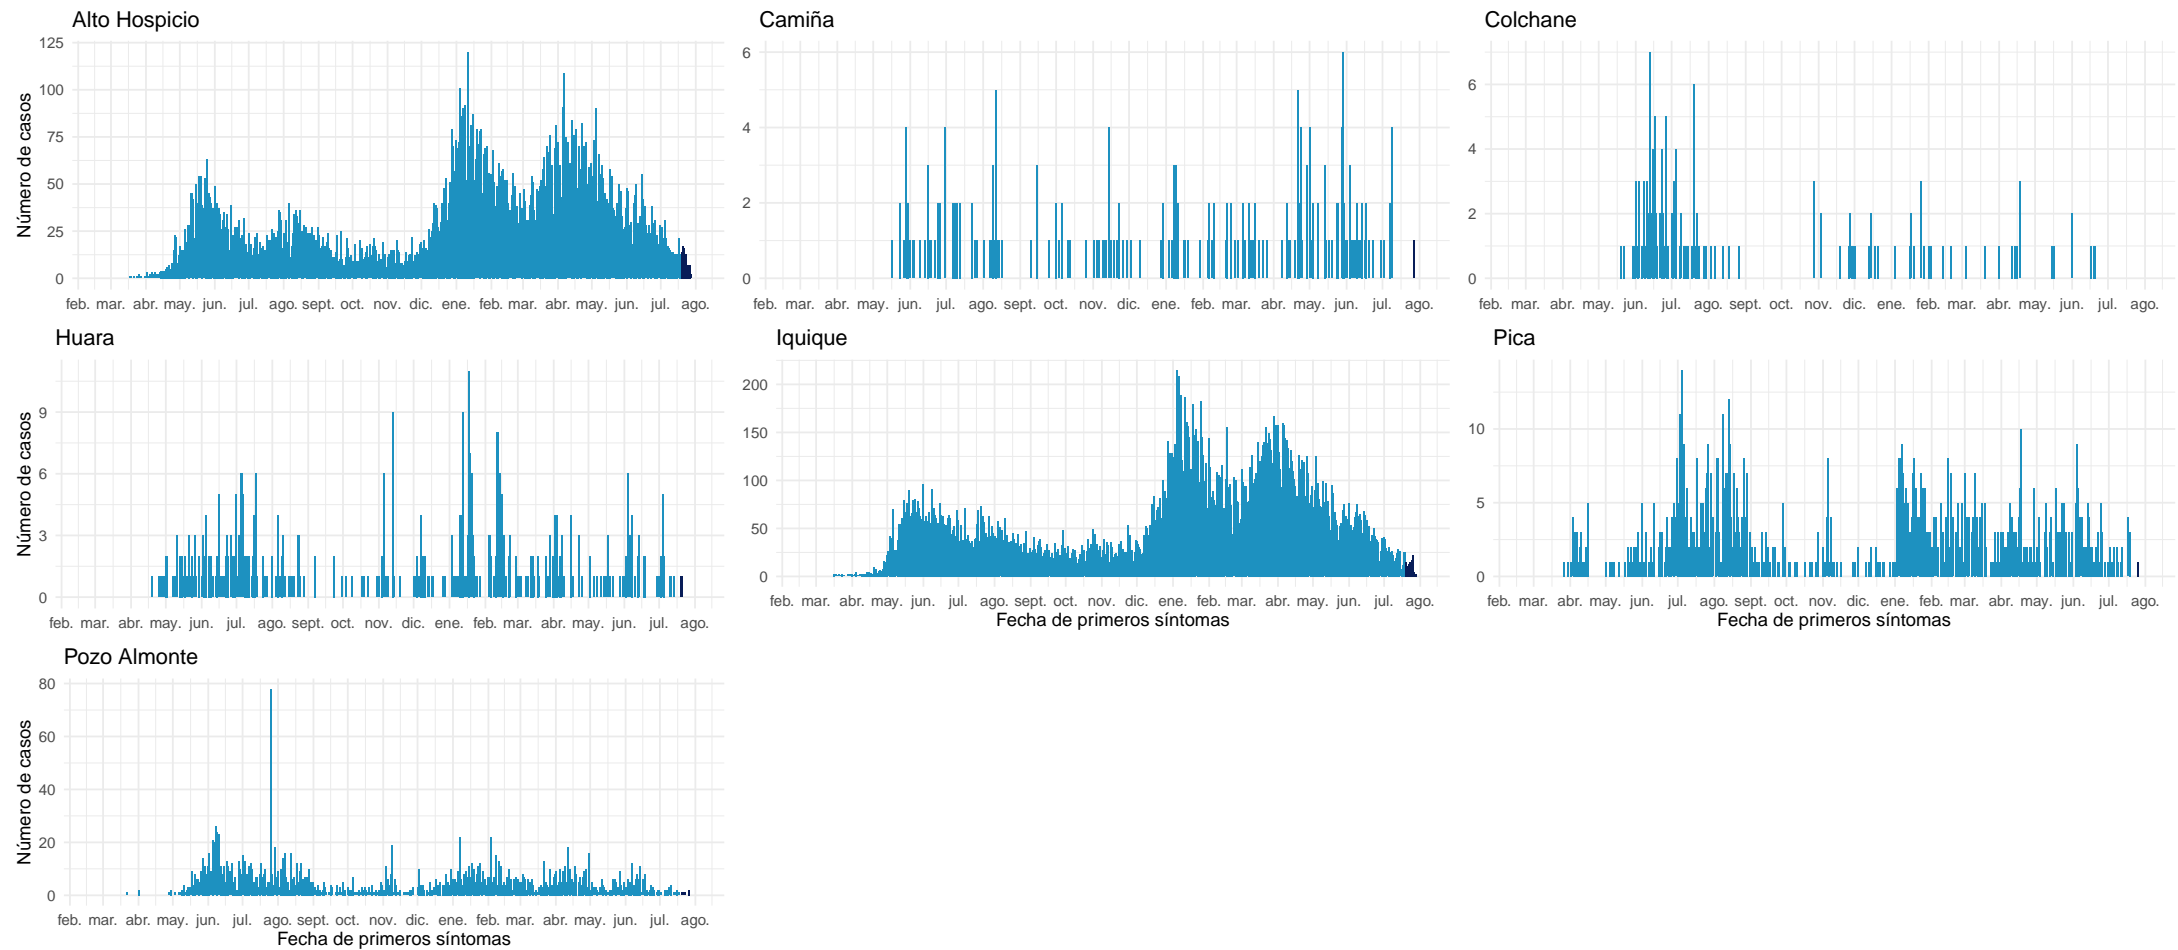 Alto Hospicio
Número de casos
125
100
75
50
25
0
feb. mar. abr. may. jun. jul. ago. sept. oct. nov. dic. ene. feb. mar. abr. may. jun. jul. ago.
Camiña
6
4
2
0
feb. mar. abr. may. jun. jul. ago. sept. oct. nov. dic. ene. feb. mar. abr. may. jun. jul. ago.
Colchane
6
4
2
0
feb. mar. abr. may. jun. jul. ago. sept. oct. nov. dic. ene. feb. mar. abr. may. jun. jul. ago.
Huara
Número de casos
9
6
3
0
feb. mar. abr. may. jun. jul. ago. sept. oct. nov. dic. ene. feb. mar. abr. may. jun. jul. ago.
Iquique
200
150
100
50
0
feb. mar. abr. may. jun. jul. ago. sept. oct. nov. dic. ene. feb. mar. abr. may. jun. jul. ago.
Fecha de primeros síntomas
Pica
10
5
0
feb. mar. abr. may. jun. jul. ago. sept. oct. nov. dic. ene. feb. mar. abr. may. jun. jul. ago.
Fecha de primeros síntomas
Pozo Almonte
Número de casos
80
60
40
20
0
feb. mar. abr. may. jun. jul. ago. sept. oct. nov. dic. ene. feb. mar. abr. may. jun. jul. ago.
Fecha de primeros síntomas